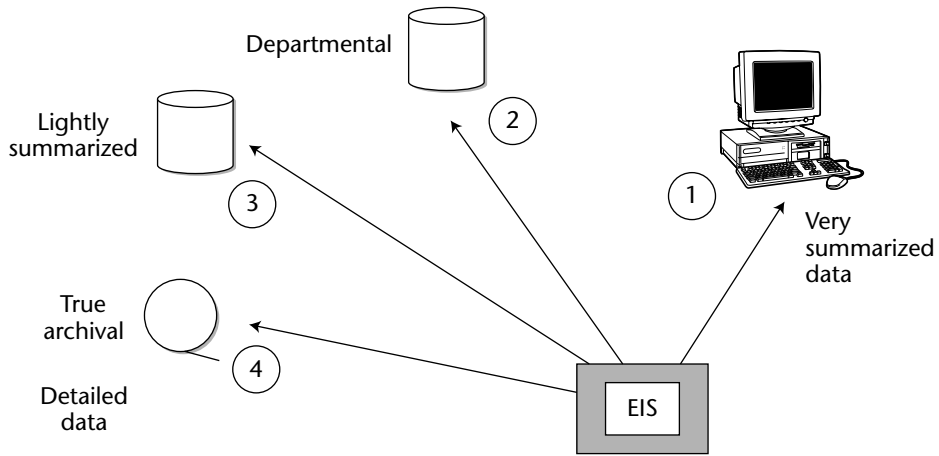 Departmental
2
Lightly
summarized
3
1
Very
summarized
data
True
archival
4
Detailed
data
EIS